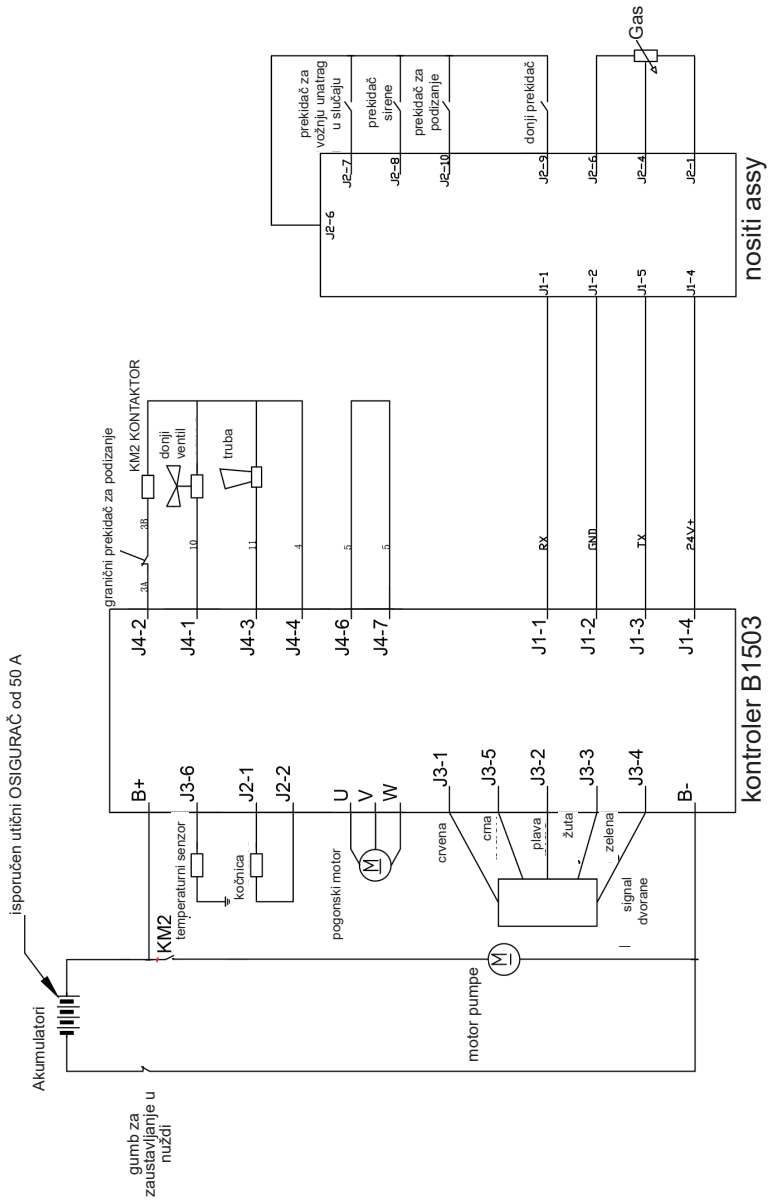 isporučen utični OSIGURAČ od 50 A
Akumulatori
gumb za
zaustavljanje u
nuždi
KM2
motor pumpe
temperaturni senzor
kočnica
pogonski motor
M
M
crvena
crna
plava
žuta
zelena
signal
dvorane
B+
J3-6
J2-1
J2-2
U
V
W
J3-1
J3-5
J3-2
J3-3
J3-4
B-
kontroler B1503
J4-2
J4-1
J4-3
J4-4
J4-6
J4-7
J1-1
J1-2
J1-3
J1-4
granični prekidač za podizanje
KM2 KONTAKTOR
donji
ventil
truba
3A
3B
10
11
4
5
5
RX
GND
TX
24V+
J1-1
J1-2
J1-5
J1-4
nositi assy
J2-6
J2-7
J2-8
J2-10
J2-9
J2-6
J2-4
J2-1
prekidač za
vožnju unatrag
u slučaju
prekidač
sirene
prekidač za
podizanje
donji prekidač
Gas